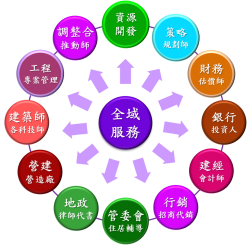 資源
開發
策略
規劃師
財務
估價師
銀行
投資人
建經
會計師
行銷
招商代銷
管委會
住居輔導
地政
律師代書
營建
營造廠
建築師
各科技師
工程
專案管理
調整合
推動師
全域
服務